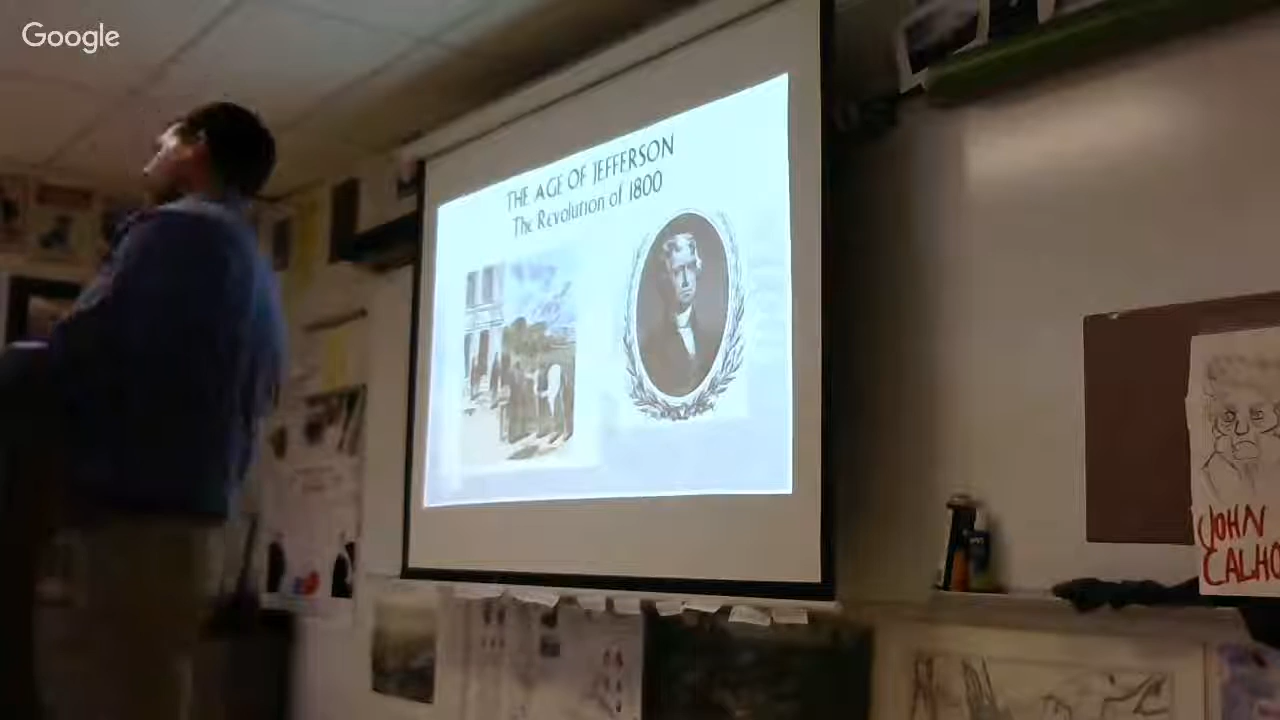 Google
THE AGE OF JEFFERSON
The Revolution of 1800
JOHN
CALHO